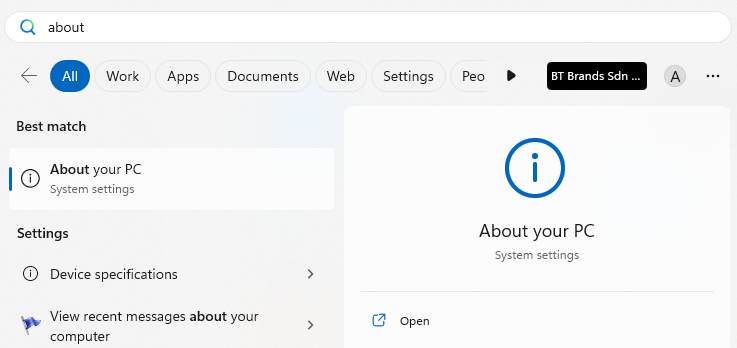 about
All
Work
Apps
Documents
Web
Settings
Peo
BT Brands Sdn ...
A
Best match
About your PC
System settings
Settings
Device specifications
View recent messages about your
computer
About your PC
System settings
Open